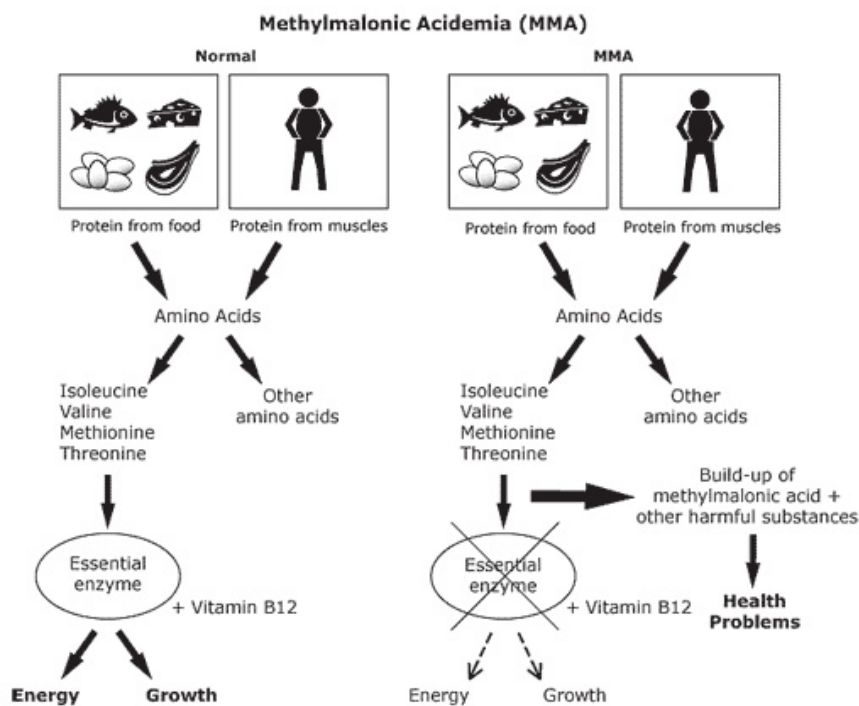 Methylmalonic Acidemia (MMA)
Normal
Protein from food
Protein from muscles
Amino Acids
Isoleucine
Valine
Methionine
Threonine
Other
amino acids
Essential
enzyme
+ Vitamin B12
Energy
Growth
MMA
Protein from food
Protein from muscles
Amino Acids
Isoleucine
Valine
Methionine
Threonine
Other
amino acids
Build-up of
methylmalonic acid +
other harmful substances
Essential
enzyme
+ Vitamin B12
Health
Problems
Energy
Growth